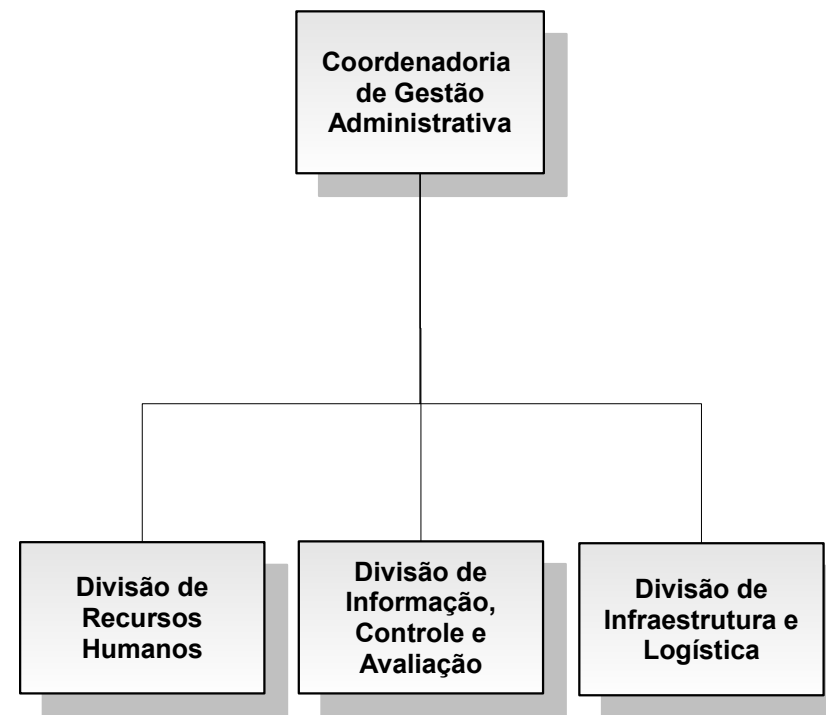 Coordenadoria
de Gestão
Administrativa
Divisão de
Recursos
Humanos
Divisão de
Informação,
Controle e
Avaliação
Divisão de
Infraestrutura e
Logística